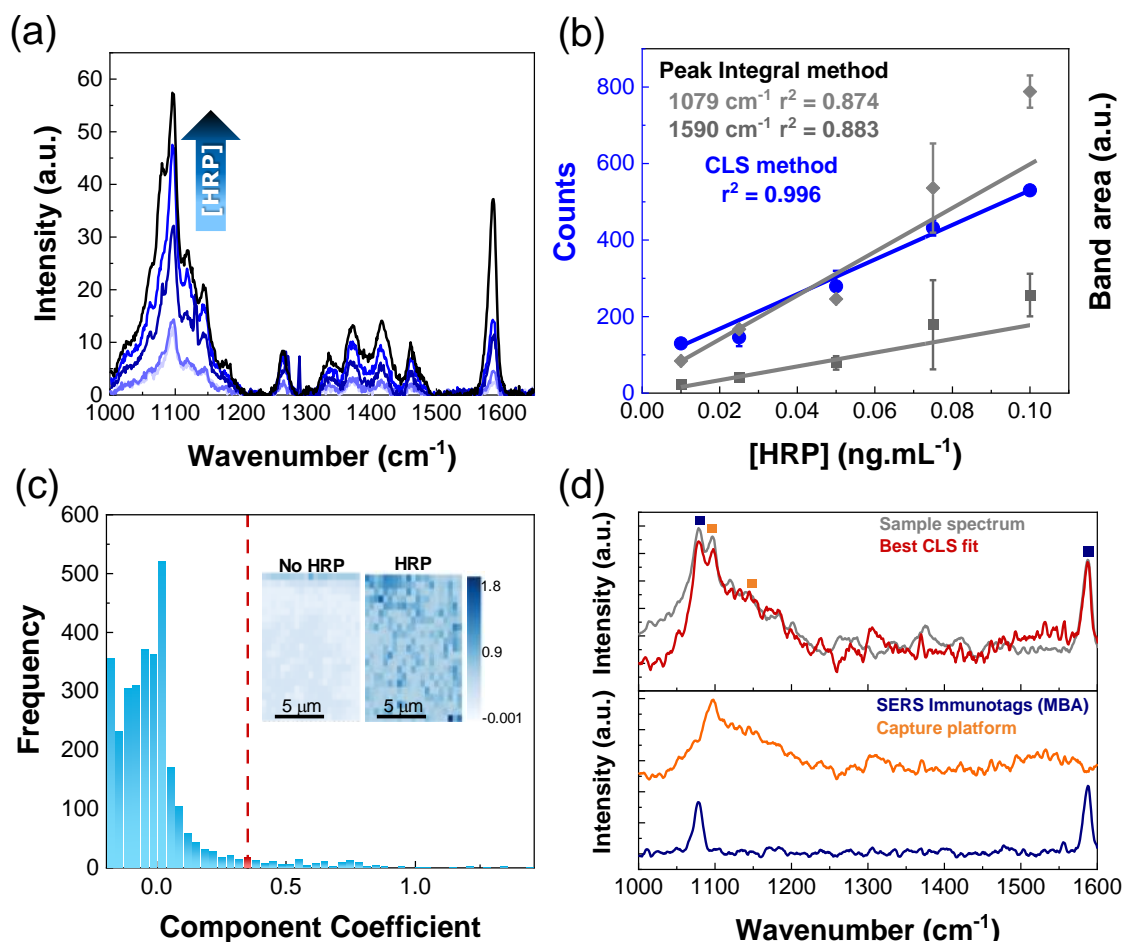 (a)
60
50
40
30
20
10
0
Intensity (a.u.)
[HRP]
1000 1100 1200 1300 1400 1500 1600
Wavenumber (cm⁻¹)
(b)
800
600
400
200
0
Counts
Peak Integral method
1079 cm⁻¹ r² = 0.874
1590 cm⁻¹ r² = 0.883
CLS method
r² = 0.996
Band area (a.u.)
0.00 0.02 0.04 0.06 0.08 0.10
[HRP] (ng.mL⁻¹)
(c)
600
500
400
300
200
100
0
Frequency
No HRP HRP
5 μm 5 μm
1.8
0.9
-0.001
0.0 0.5 1.0
Component Coefficient
(d)
Intensity (a.u.)
Sample spectrum
Best CLS fit
Intensity (a.u.)
SERS Immunotags (MBA)
Capture platform
1000 1100 1200 1300 1400 1500 1600
Wavenumber (cm⁻¹)